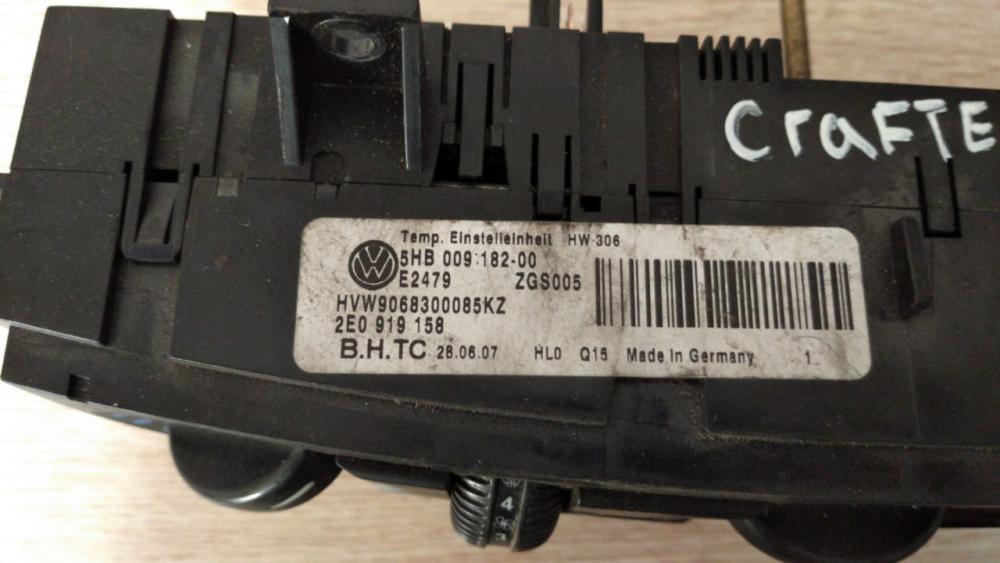 CraFTE
Temp. Einstelleinheit HW 306
5HB 009 182-00
E2479 ZGS005
HVW9068300085KZ
2E0 919 158
B.H.TC 28.06.07 HL0 Q15 Made in Germany 1
4
3